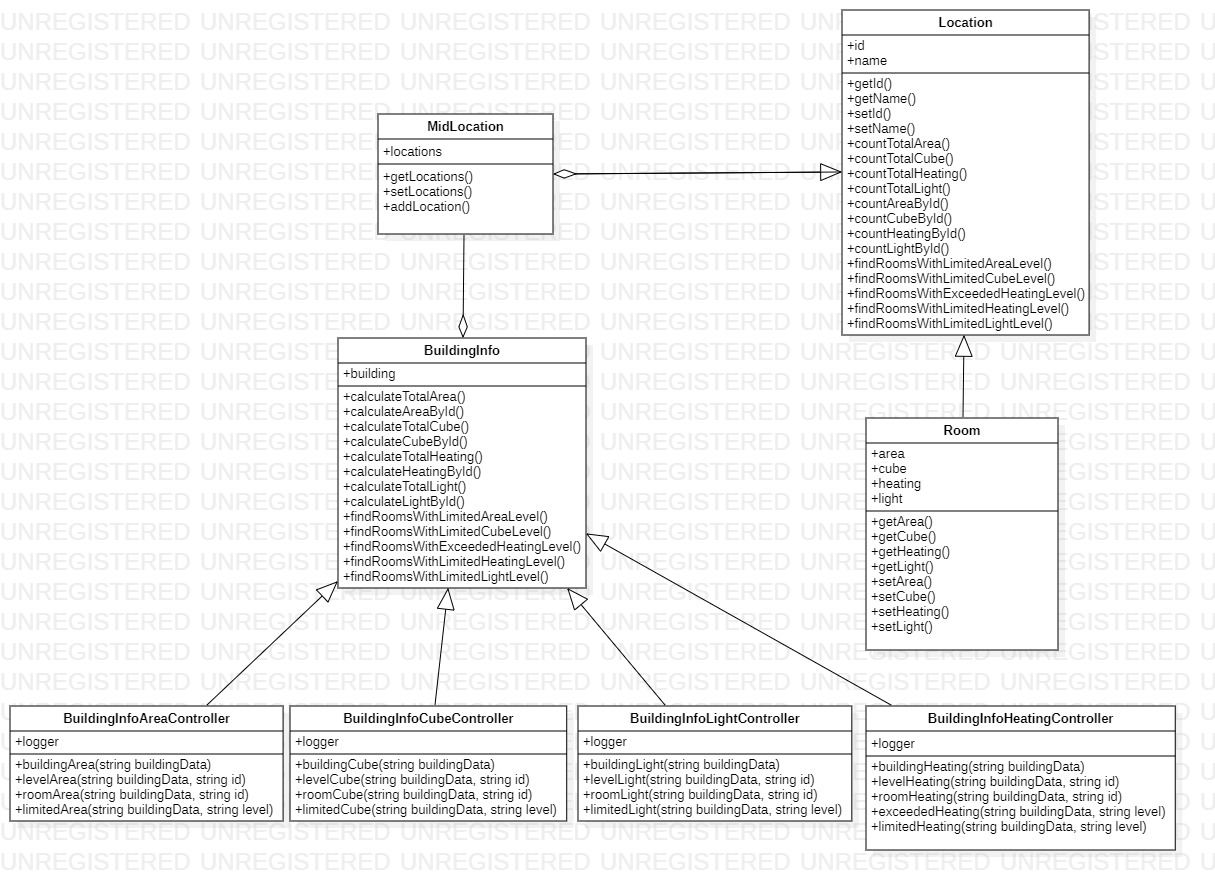 Location
+id
+name
+getId()
+getName()
+setId()
+setName()
+countTotalArea()
+countTotalCube()
+countTotalHeating()
+countTotalLight()
+countAreaById()
+countCubeById()
+countHeatingById()
+countLightById()
+findRoomsWithLimitedAreaLevel()
+findRoomsWithLimitedCubeLevel()
+findRoomsWithExceededHeatingLevel()
+findRoomsWithLimitedHeatingLevel()
+findRoomsWithLimitedLightLevel()
MidLocation
+locations
+getLocations()
+setLocations()
+addLocation()
BuildingInfo
+building
+calculateTotalArea()
+calculateAreaById()
+calculateTotalCube()
+calculateCubeById()
+calculateTotalHeating()
+calculateHeatingById()
+calculateTotalLight()
+calculateLightById()
+findRoomsWithLimitedAreaLevel()
+findRoomsWithLimitedCubeLevel()
+findRoomsWithExceededHeatingLevel()
+findRoomsWithLimitedHeatingLevel()
+findRoomsWithLimitedLightLevel()
Room
+area
+cube
+heating
+light
+getArea()
+getCube()
+getHeating()
+getLight()
+setArea()
+setCube()
+setHeating()
+setLight()
BuildingInfoAreaController
+logger
+buildingArea(string buildingData)
+levelArea(string buildingData, string id)
+roomArea(string buildingData, string id)
+limitedArea(string buildingData, string level)
BuildingInfoCubeController
+logger
+buildingCube(string buildingData)
+levelCube(string buildingData, string id)
+roomCube(string buildingData, string id)
+limitedCube(string buildingData, string level)
BuildingInfoLightController
+logger
+buildingLight(string buildingData)
+levelLight(string buildingData, string id)
+roomLight(string buildingData, string id)
+limitedLight(string buildingData, string level)
BuildingInfoHeatingController
+logger
+buildingHeating(string buildingData)
+levelHeating(string buildingData, string id)
+roomHeating(string buildingData, string id)
+exceededHeating(string buildingData, string level)
+limitedHeating(string buildingData, string level)
UNREGISTERED